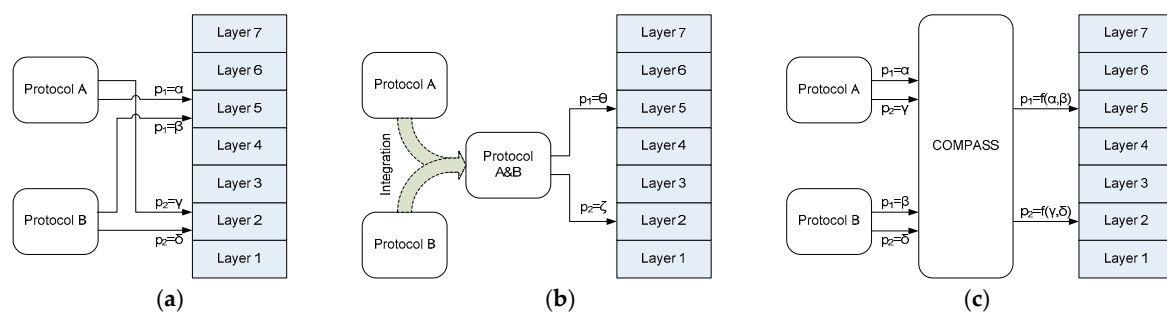 Protocol A
Protocol B
p₁=α
p₁=β
p₂=γ
p₂=δ
Layer 7
Layer 6
Layer 5
Layer 4
Layer 3
Layer 2
Layer 1
(a)
Protocol A
Integration
Protocol B
Protocol
A&B
p₁=θ
p₂=ζ
Layer 7
Layer 6
Layer 5
Layer 4
Layer 3
Layer 2
Layer 1
(b)
Protocol A
p₁=α
p₂=γ
Protocol B
p₁=β
p₂=δ
COMPASS
p₁=f(α,β)
p₂=f(γ,δ)
Layer 7
Layer 6
Layer 5
Layer 4
Layer 3
Layer 2
Layer 1
(c)